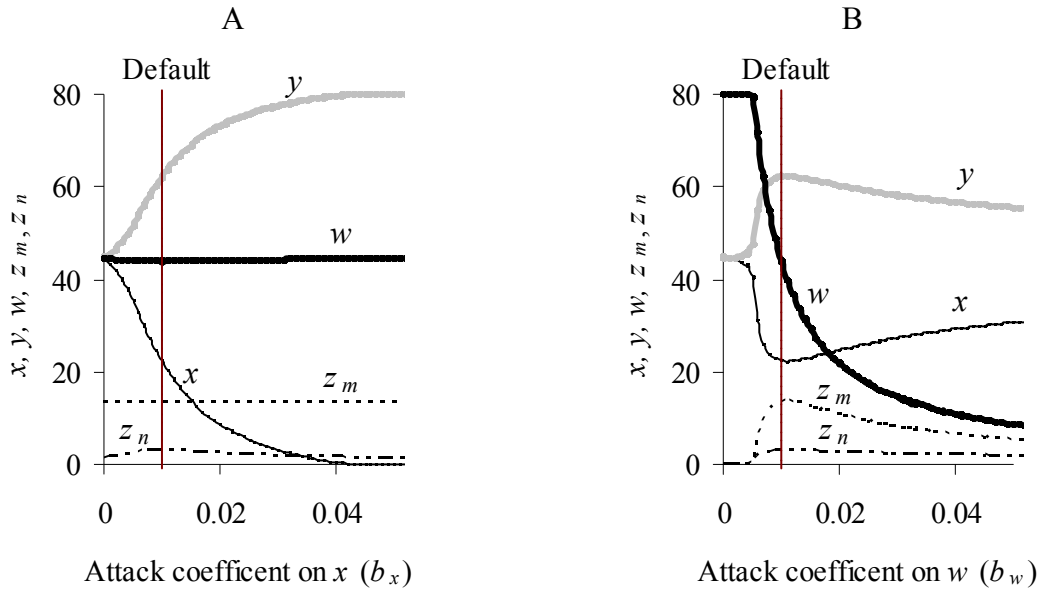 A
Default
y
80
60
w
40
x
20
z m
z n
0
0 0.02 0.04
x, y, w, z m, z n
Attack coefficent on x (b x)
B
Default
80
60
y
40
w
x
20
z m
z n
0
0 0.02 0.04
x, y, w, z m, z n
Attack coefficent on w (b w)